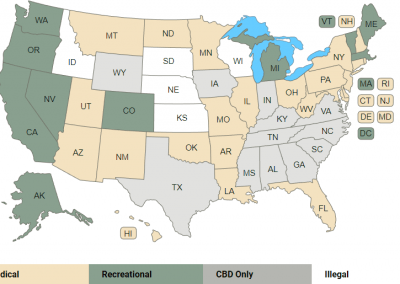 WA
MT
ND
MN
VT
NH
ME
OR
ID
SD
WI
MI
NY
WY
MA
RI
NV
UT
NE
IA
PA
CT
NJ
CO
IL
IN
OH
DE
MD
CA
KS
MO
WV
VA
DC
KY
NC
AZ
NM
OK
AR
TN
SC
AK
TX
MS
AL
GA
LA
FL
HI
dical
Recreational
CBD Only
Illegal